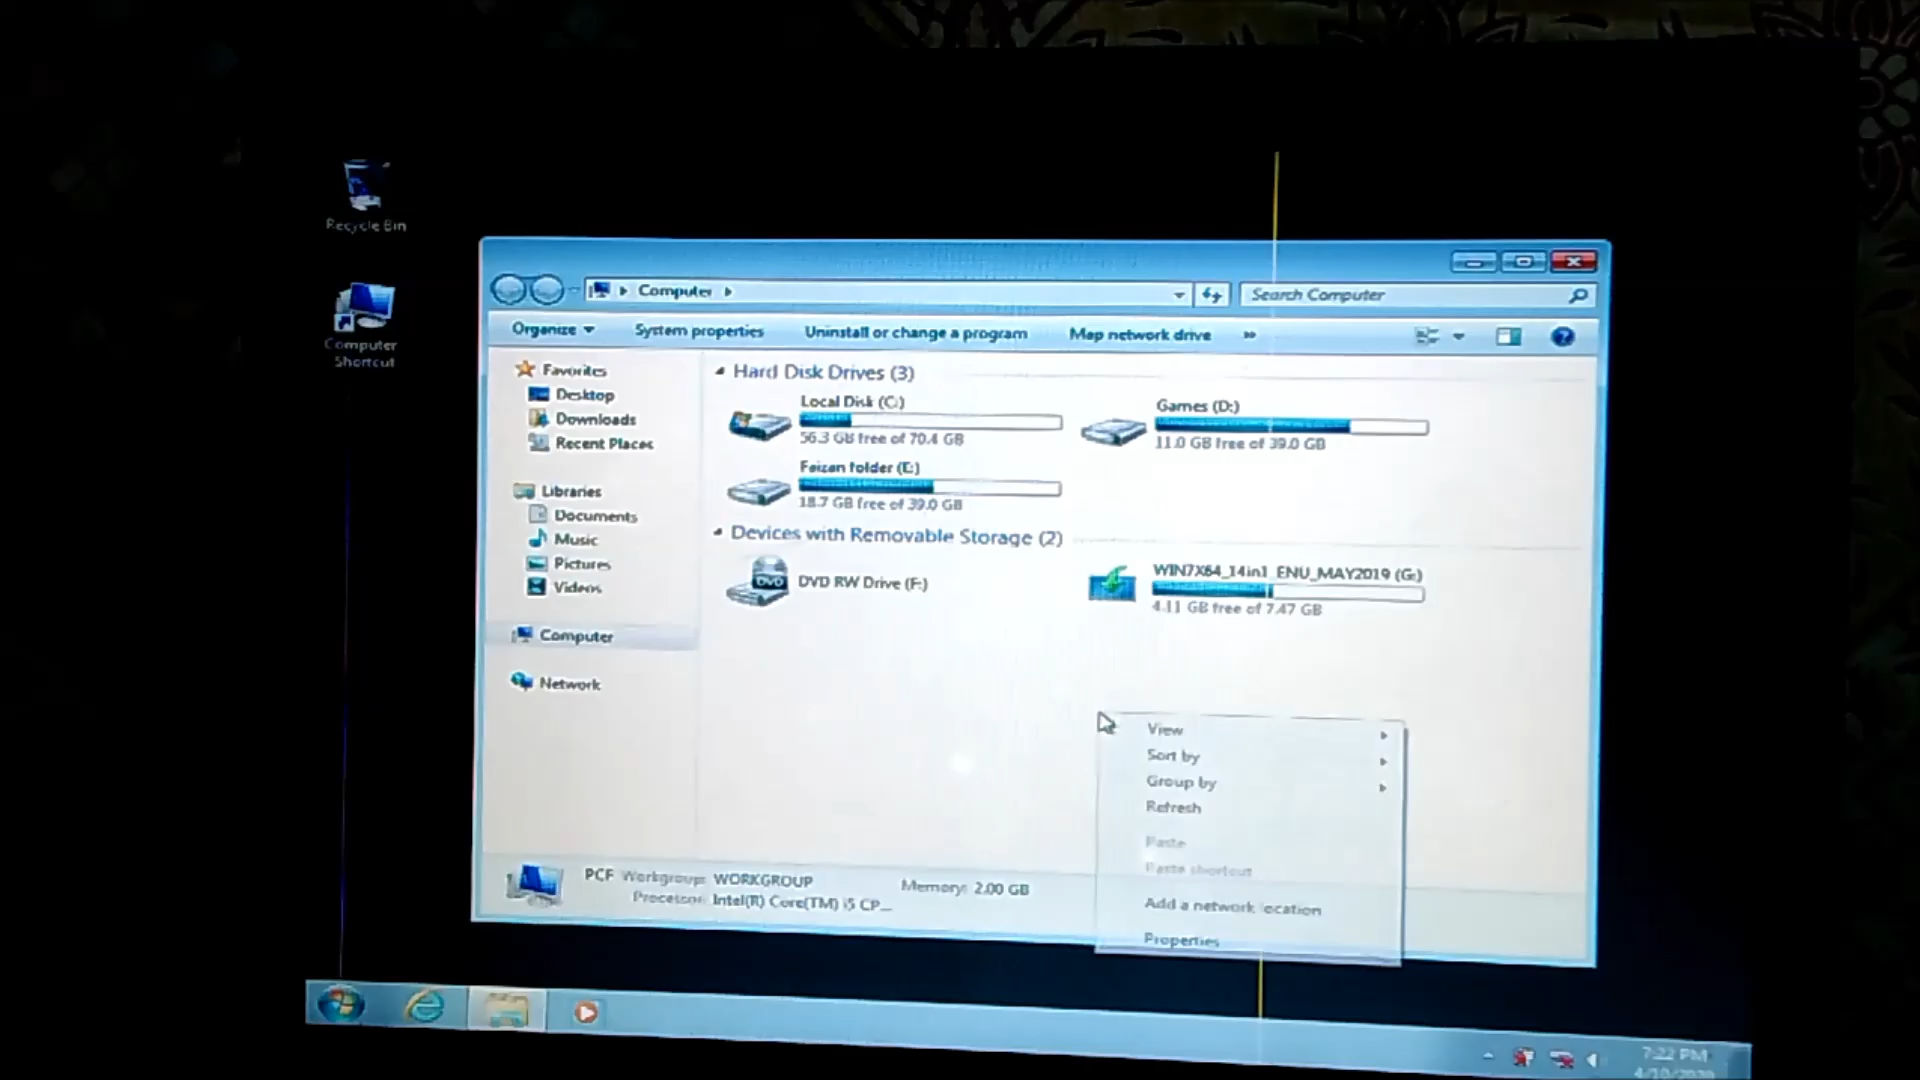 Recycle Bin
Computer
Shortcut
Computer
Search Computer
Organize
System properties
Uninstall or change a program
Map network drive
»
Favorites
Desktop
Downloads
Recent Places
Libraries
Documents
Music
Pictures
Videos
Computer
Network
Hard Disk Drives (3)
Local Disk (C:)
56.3 GB free of 70.4 GB
Games (D:)
11.0 GB free of 39.0 GB
Faizan folder (E:)
18.7 GB free of 39.0 GB
Devices with Removable Storage (2)
DVD
DVD RW Drive (F:)
WIN7X64_14in1_ENU_MAY2019 (G:)
4.11 GB free of 7.47 GB
View
Sort by
Group by
Refresh
Paste
Paste shortcut
Add a network location
Properties
PCF Workgroup: WORKGROUP
Memory: 2.00 GB
Processor: Intel(R) Core(TM) i5 CP...
7:22 PM
4/10/2020